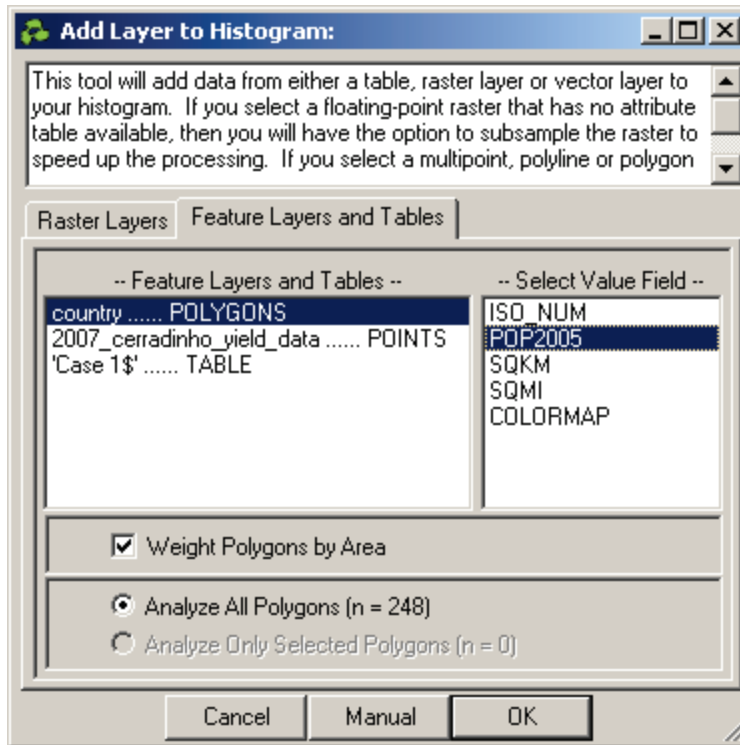 Add Layer to Histogram:
This tool will add data from either a table, raster layer or vector layer to
your histogram. If you select a floating-point raster that has no attribute
table available, then you will have the option to subsample the raster to
speed up the processing. If you select a multipoint, polyline or polygon
Raster Layers Feature Layers and Tables
-- Feature Layers and Tables -- -- Select Value Field --
country ...... POLYGONS
2007_cerradinho_yield_data ...... POINTS
'Case 1$' ...... TABLE
ISO_NUM
POP2005
SQKM
SQMI
COLORMAP
Weight Polygons by Area
Analyze All Polygons (n = 248)
Analyze Only Selected Polygons (n = 0)
Cancel Manual OK